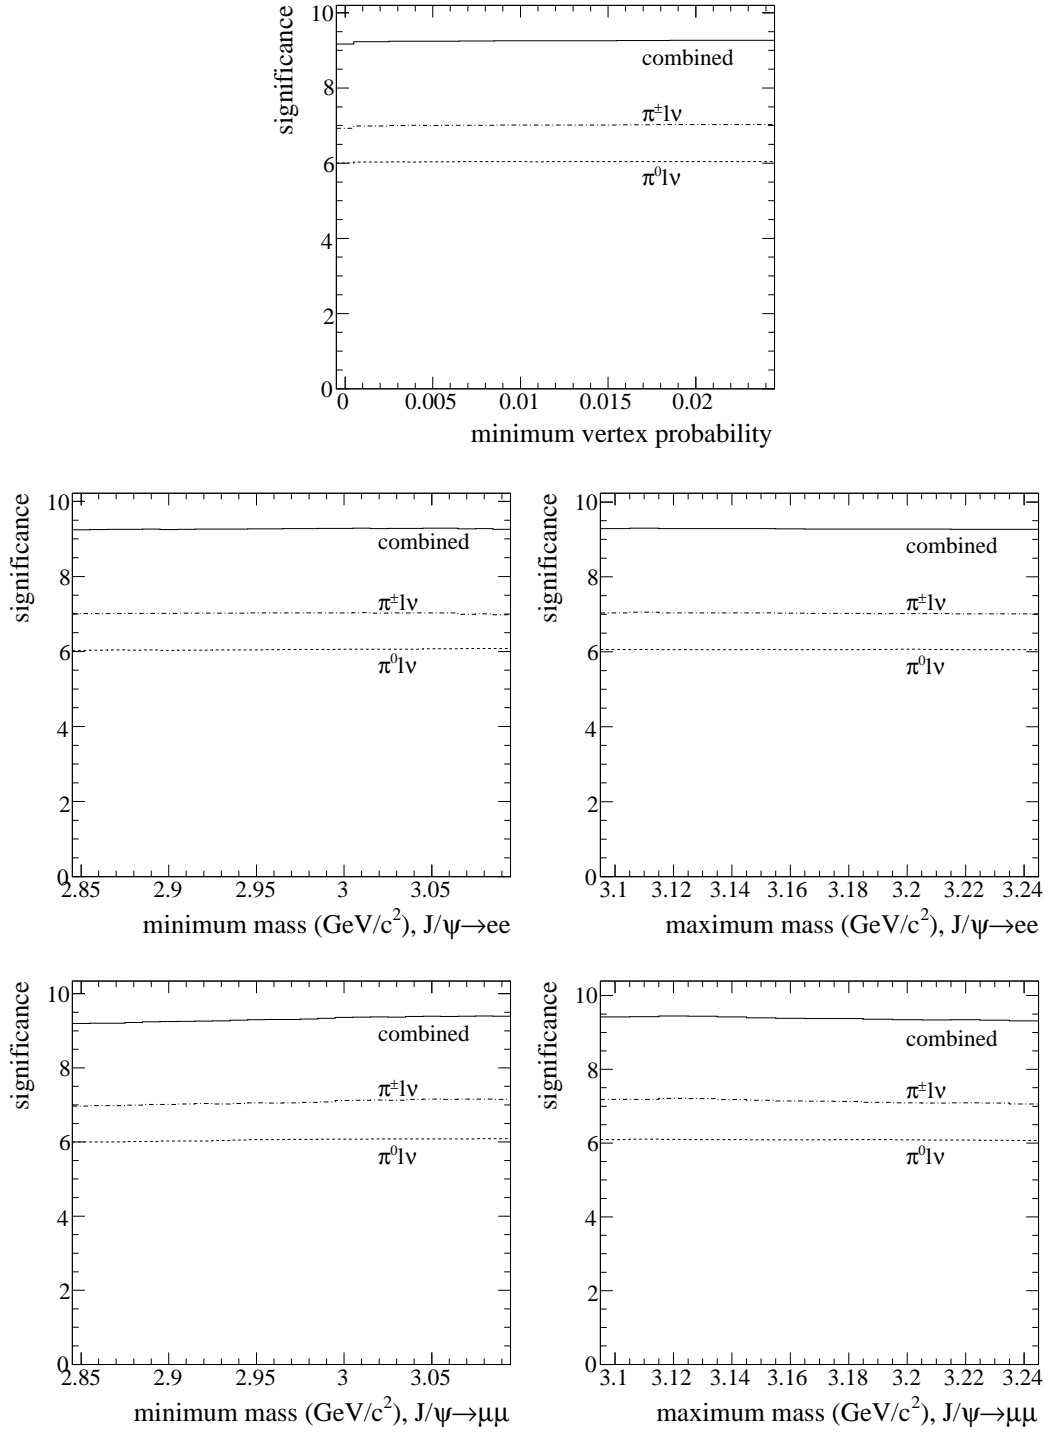 significance
10
8
6
4
2
0
combined
π±lν
π⁰lν
0 0.005 0.01 0.015 0.02
minimum vertex probability
significance
10
8
6
4
2
0
combined
π±lν
π⁰lν
2.85 2.9 2.95 3 3.05
minimum mass (GeV/c²), J/ψ→ee
significance
10
8
6
4
2
0
combined
π±lν
π⁰lν
3.1 3.12 3.14 3.16 3.18 3.2 3.22 3.24
maximum mass (GeV/c²), J/ψ→ee
significance
10
8
6
4
2
0
combined
π±lν
π⁰lν
2.85 2.9 2.95 3 3.05
minimum mass (GeV/c²), J/ψ→μμ
significance
10
8
6
4
2
0
combined
π±lν
π⁰lν
3.1 3.12 3.14 3.16 3.18 3.2 3.22 3.24
maximum mass (GeV/c²), J/ψ→μμ